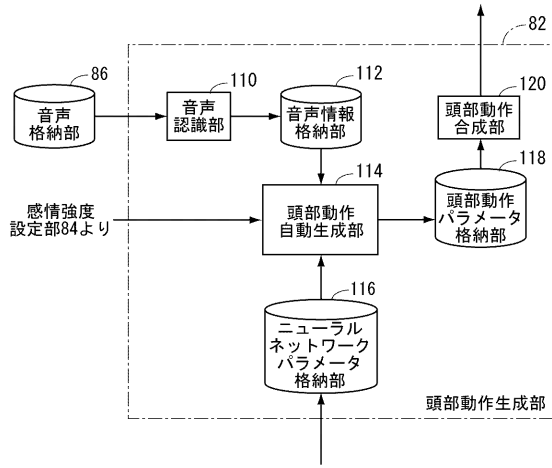 82
86
音声
格納部
110
音声
認識部
112
音声情報
格納部
120
頭部動作
合成部
114
頭部動作
自動生成部
118
頭部動作
パラメータ
格納部
感情強度
設定部84より
116
ニューラル
ネットワーク
パラメータ
格納部
頭部動作生成部